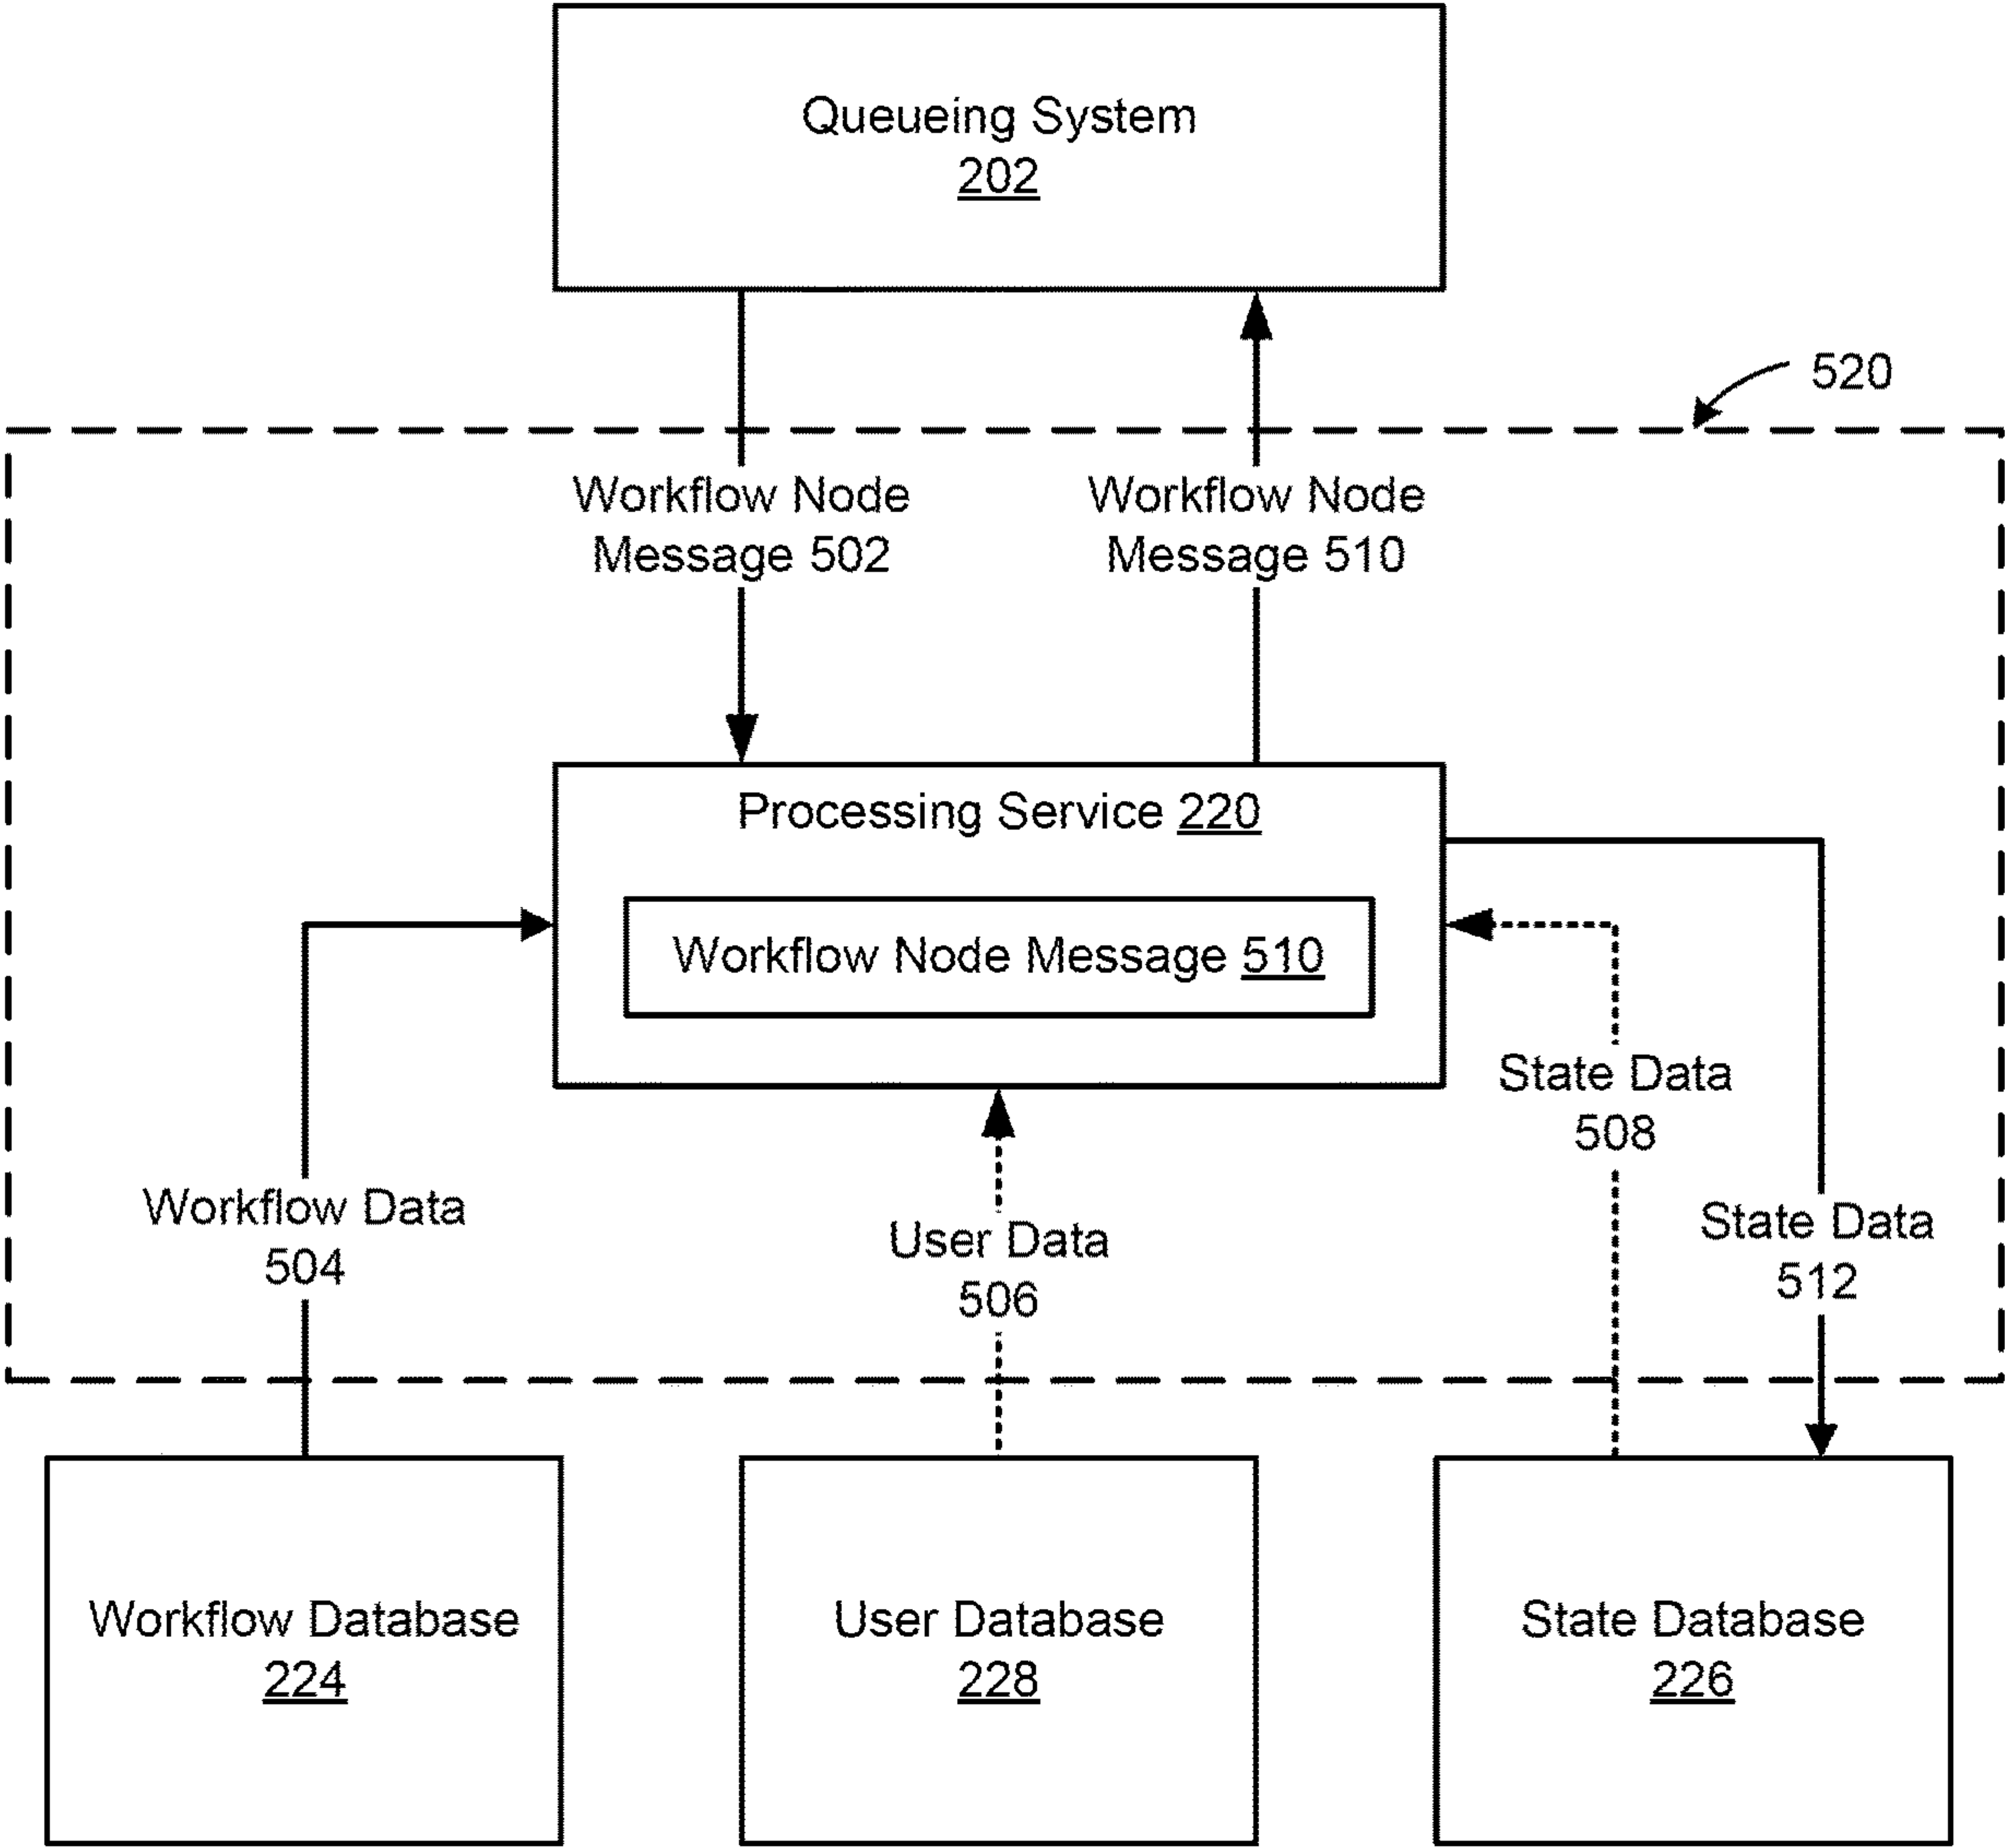 Queueing System
202
520
Workflow Node
Message 502
Workflow Node
Message 510
Processing Service 220
Workflow Node Message 510
State Data
508
Workflow Data
504
User Data
506
State Data
512
Workflow Database
224
User Database
228
State Database
226